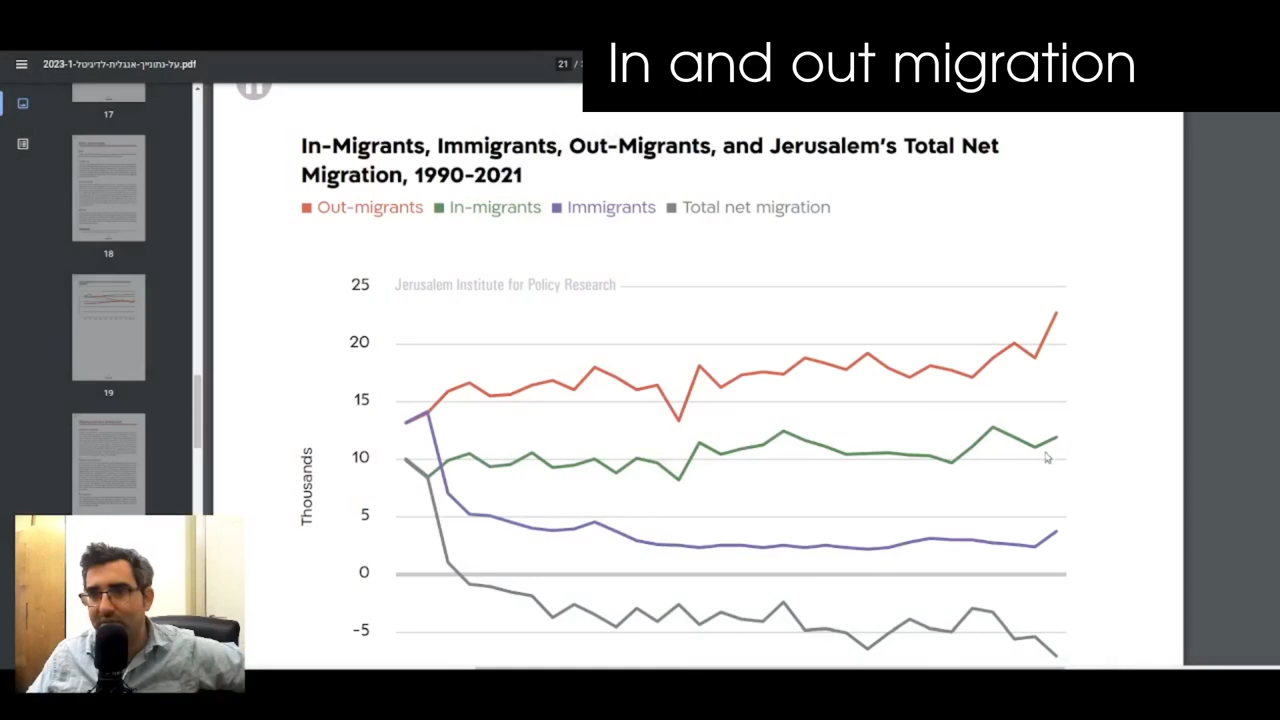 In and out migration
2023-על-נתונייך-אנגלית-לדיגיטל-1.pdf
21 /
17
18
19
In-Migrants, Immigrants, Out-Migrants, and Jerusalem's Total Net
Migration, 1990-2021
Out-migrants In-migrants Immigrants Total net migration
Jerusalem Institute for Policy Research
Thousands
25
20
15
10
5
0
-5